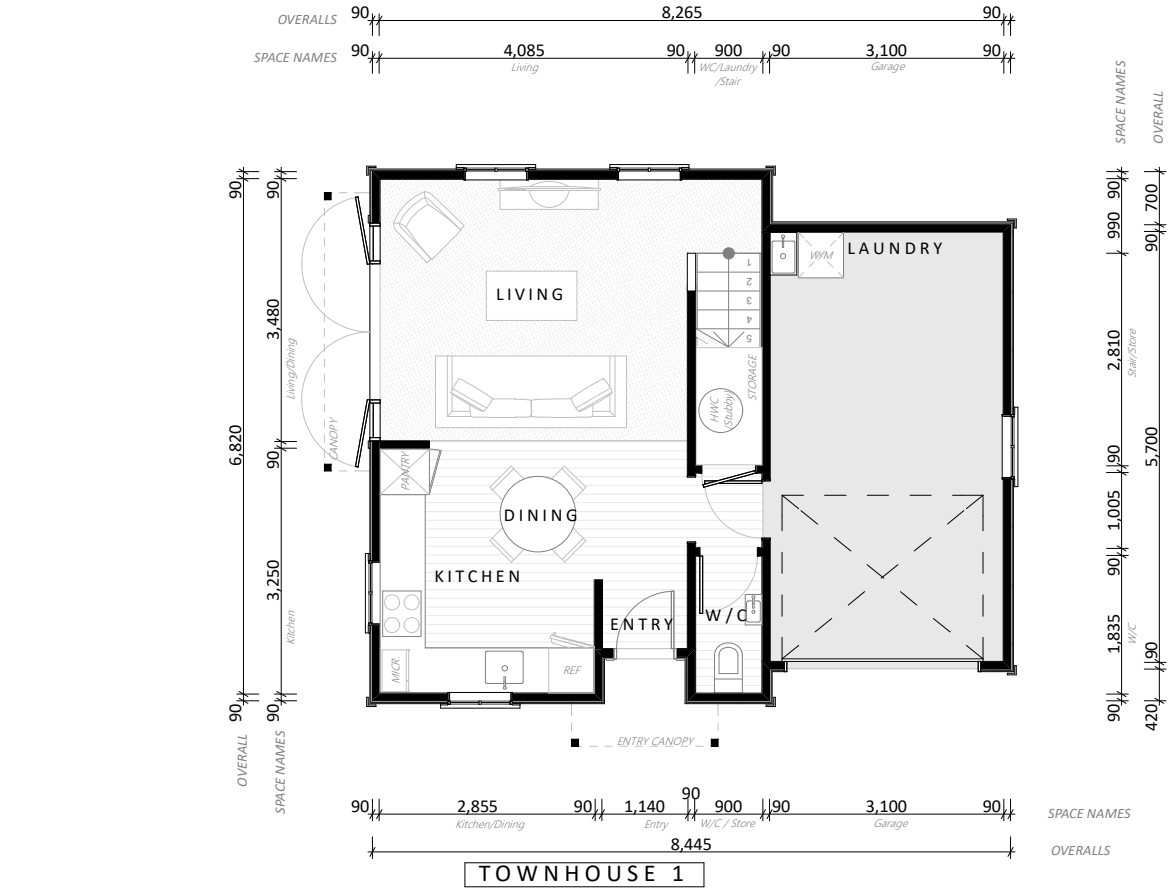 OVERALLS 90 8,265 90
SPACE NAMES 90 4,085 90 900 90 3,100 90
Living WC/Laundry Garage
/Stair
SPACE NAMES
OVERALL
90
6,820
90
OVERALL
90
3,480
Living/Dining
90
3,250
Kitchen
90
SPACE NAMES
90
990
2,810
Stair/Store
90
1,005
90
1,835
W/C
90
700
90
5,700
90
420
LAUNDRY
W/M
1
2
3
4
5
LIVING
STORAGE
HWC
(Stubby)
CANOPY
PANTRY
DINING
KITCHEN
ENTRY
W/C
MICR.
REF
ENTRY CANOPY
90 2,855 90 1,140 90 900 90 3,100 90 SPACE NAMES
Kitchen/Dining Entry W/C / Store Garage
8,445 OVERALLS
TOWNHOUSE 1